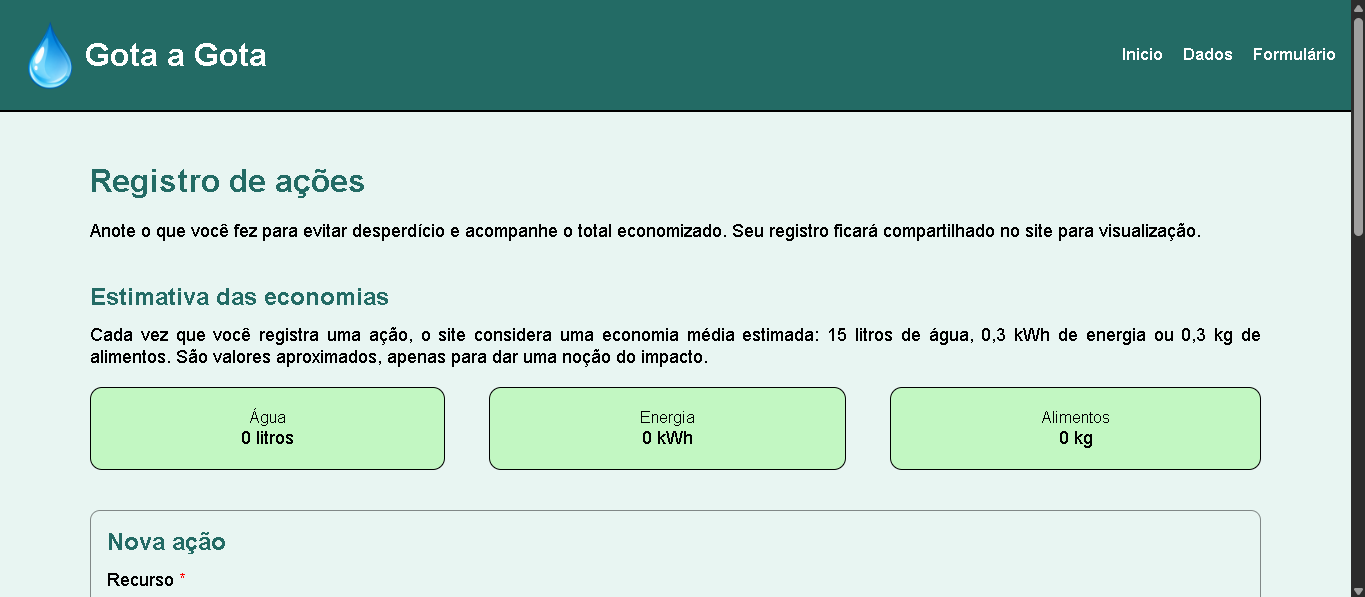 Gota a Gota
Inicio Dados Formulário
Registro de ações
Anote o que você fez para evitar desperdício e acompanhe o total economizado. Seu registro ficará compartilhado no site para visualização.
Estimativa das economias
Cada vez que você registra uma ação, o site considera uma economia média estimada: 15 litros de água, 0,3 kWh de energia ou 0,3 kg de
alimentos. São valores aproximados, apenas para dar uma noção do impacto.
Água
0 litros
Energia
0 kWh
Alimentos
0 kg
Nova ação
Recurso *